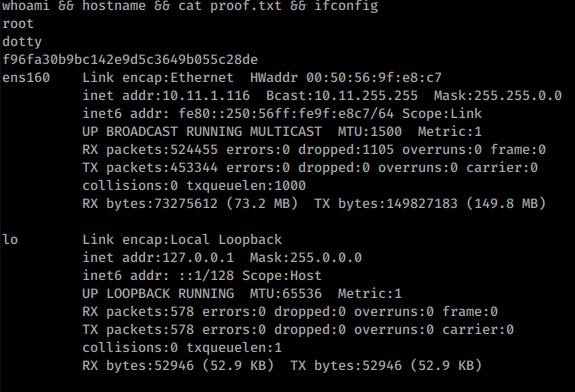 whoami && hostname && cat proof.txt && ifconfig
root
dotty
f96fa30b9bc142e9d5c3649b055c28de
ens160    Link encap:Ethernet  HWaddr 00:50:56:9f:e8:c7
          inet addr:10.11.1.116  Bcast:10.11.255.255  Mask:255.255.0.0
          inet6 addr: fe80::250:56ff:fe9f:e8c7/64 Scope:Link
          UP BROADCAST RUNNING MULTICAST  MTU:1500  Metric:1
          RX packets:524455 errors:0 dropped:1105 overruns:0 frame:0
          TX packets:453344 errors:0 dropped:0 overruns:0 carrier:0
          collisions:0 txqueuelen:1000
          RX bytes:73275612 (73.2 MB)  TX bytes:149827183 (149.8 MB)

lo        Link encap:Local Loopback
          inet addr:127.0.0.1  Mask:255.0.0.0
          inet6 addr: ::1/128 Scope:Host
          UP LOOPBACK RUNNING  MTU:65536  Metric:1
          RX packets:578 errors:0 dropped:0 overruns:0 frame:0
          TX packets:578 errors:0 dropped:0 overruns:0 carrier:0
          collisions:0 txqueuelen:1
          RX bytes:52946 (52.9 KB)  TX bytes:52946 (52.9 KB)